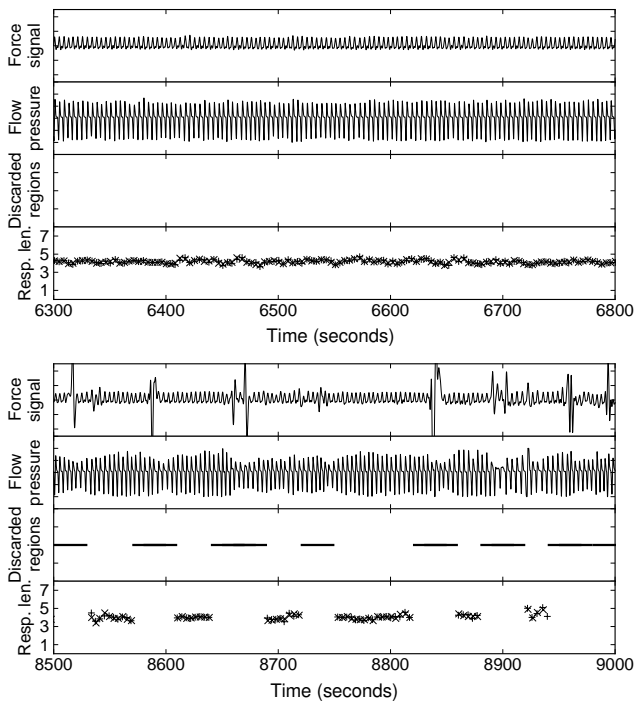 Force signal
Flow pressure
Discarded regions
Resp. len.
7
5
3
1
6300 6400 6500 6600 6700 6800
Time (seconds)
Force signal
Flow pressure
Discarded regions
Resp. len.
7
5
3
1
8500 8600 8700 8800 8900 9000
Time (seconds)